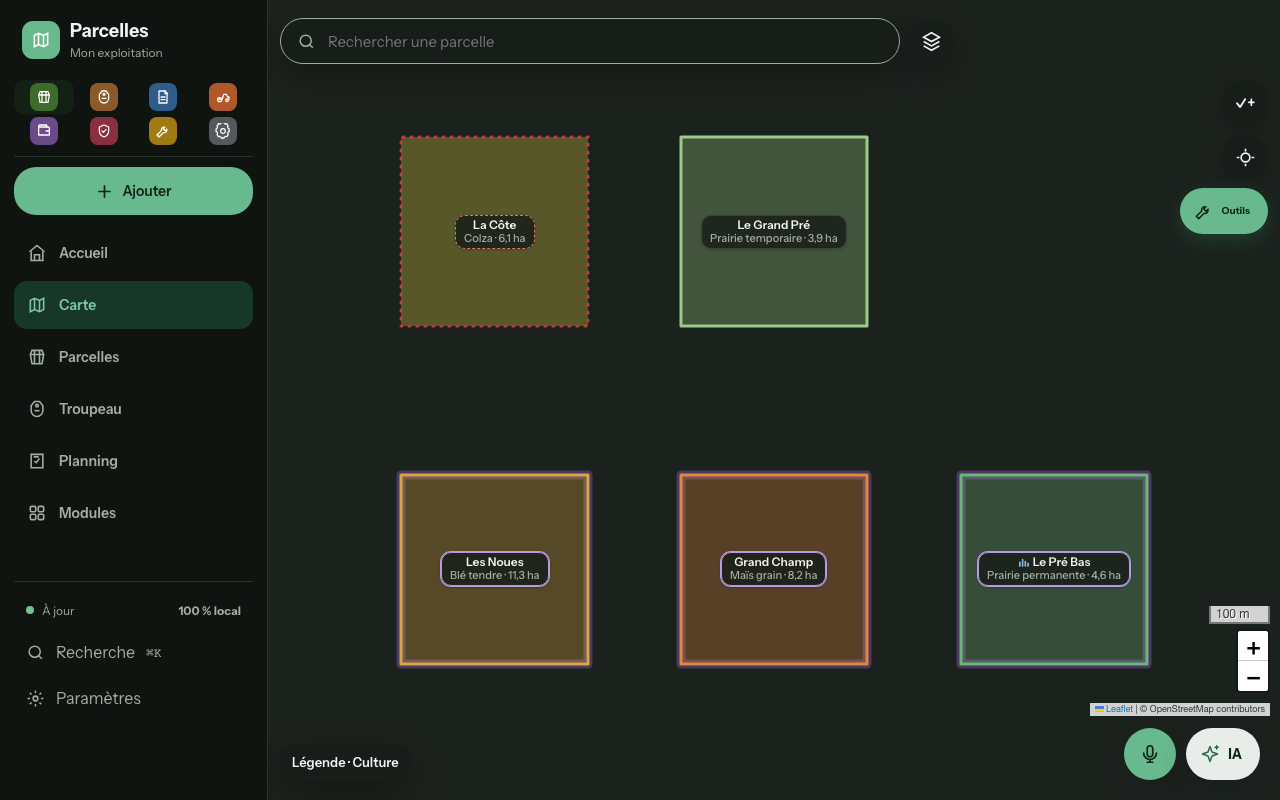 Parcelles
Mon exploitation
Ajouter
Accueil
Carte
Parcelles
Troupeau
Planning
Modules
À jour
100 % local
Recherche ⌘K
Paramètres
Rechercher une parcelle
Outils
La Côte
Colza · 6,1 ha
Le Grand Pré
Prairie temporaire · 3,9 ha
Les Noues
Blé tendre · 11,3 ha
Grand Champ
Maïs grain · 8,2 ha
Le Pré Bas
Prairie permanente · 4,6 ha
100 m
+
−
Leaflet | © OpenStreetMap contributors
Légende · Culture
IA